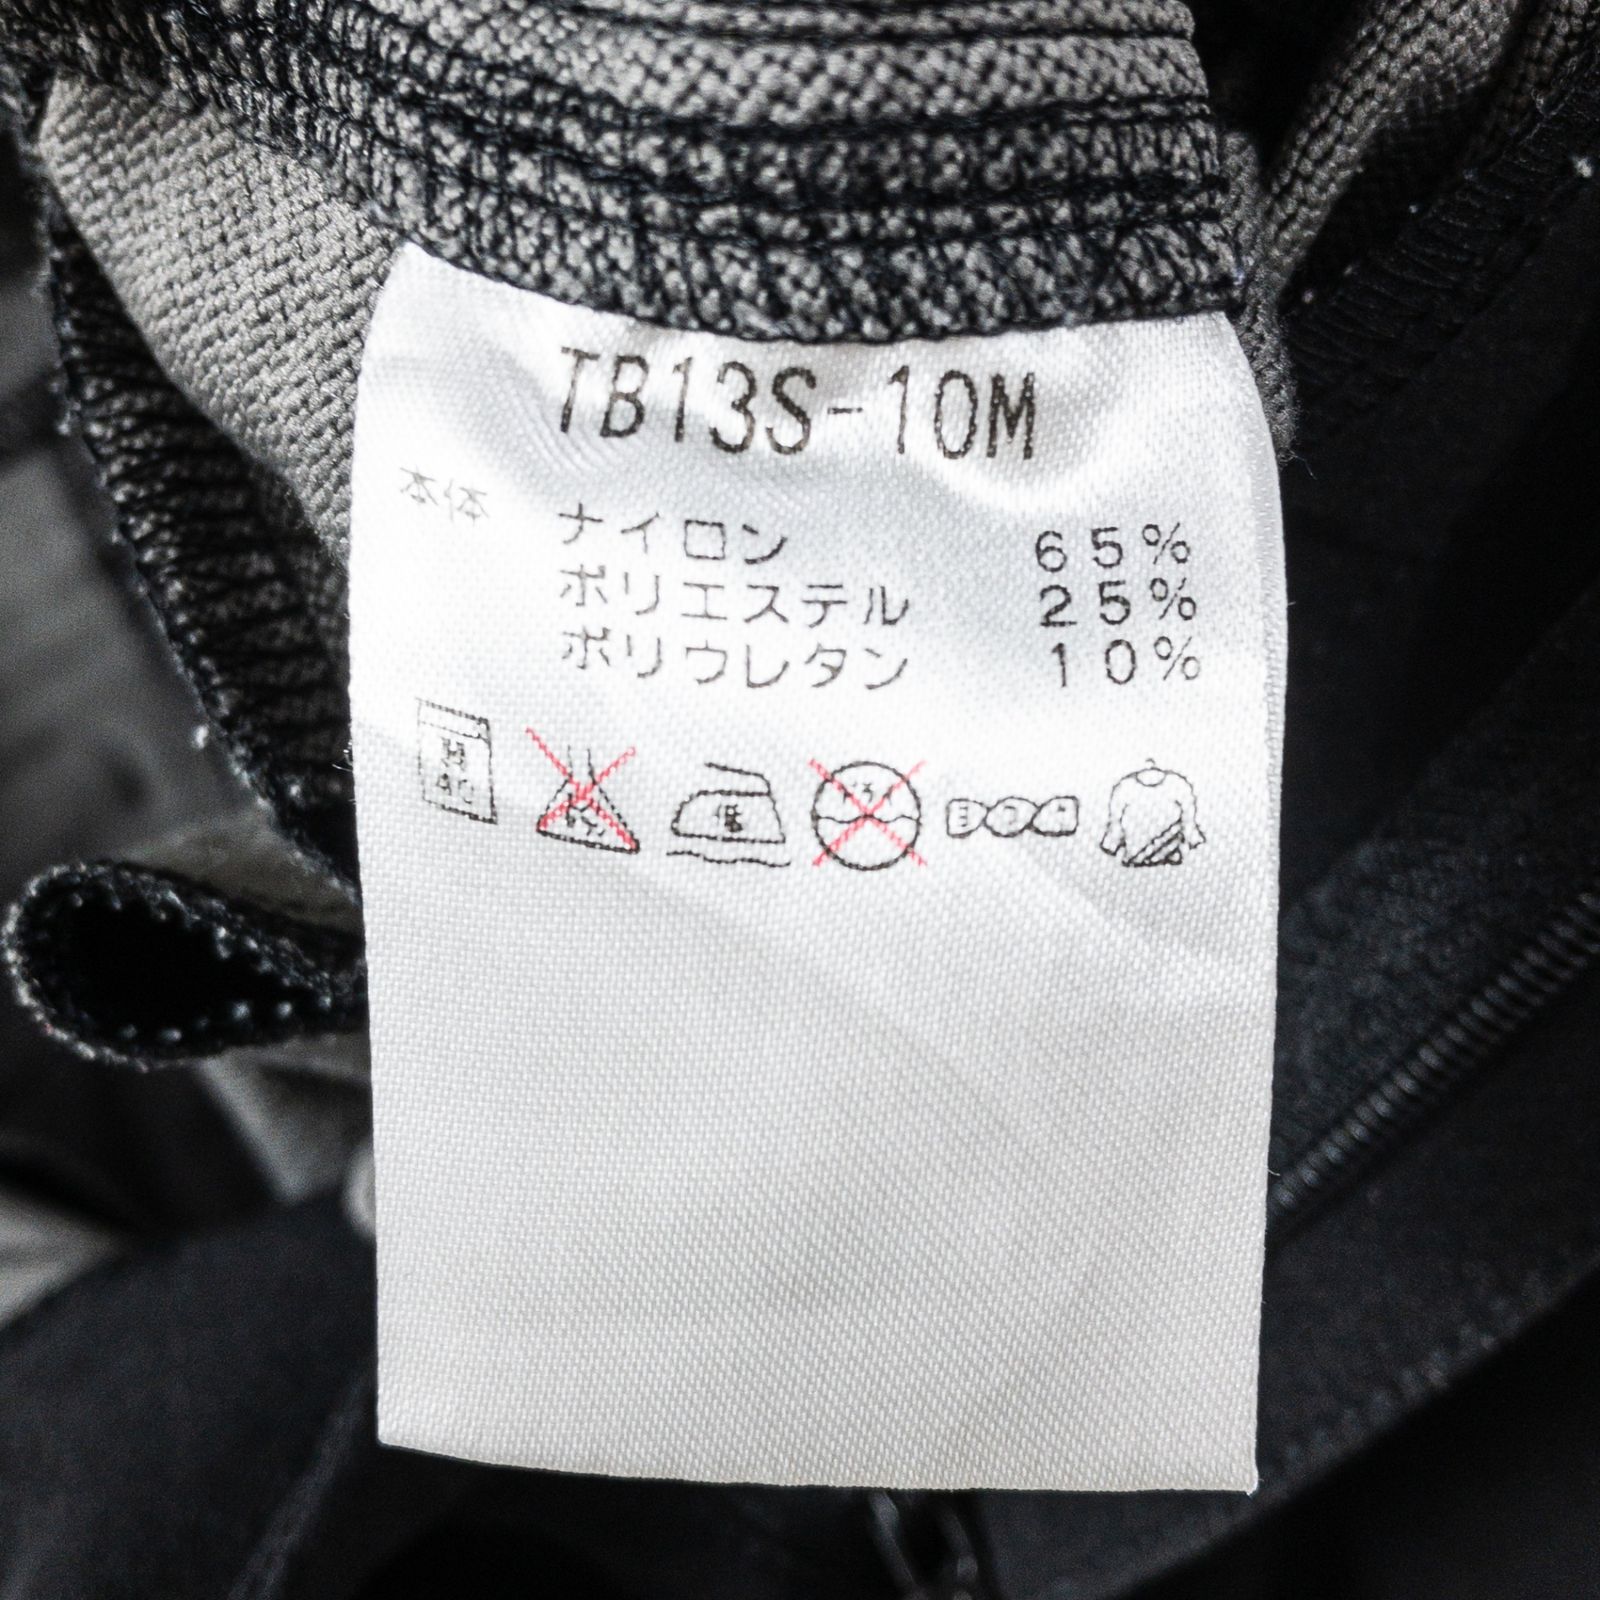 TB13S-10M
本体 ナイロン 65%
ポリエステル 25%
ポリウレタン 10%
低